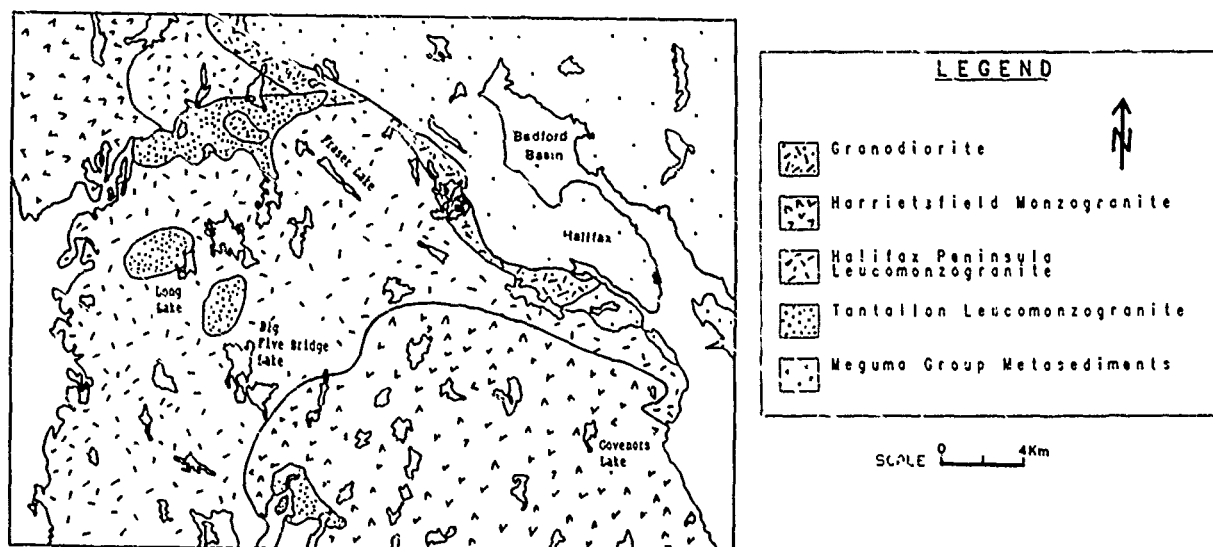 Bedford
Basin
Fraser Lake
Halifax
Long
Lake
Big
Five Bridge
Lake
Govenors
Lake
LEGEND
N
Granodiorite
Harrietsfield Monzogranite
Halifax Peninsula
Leucomonzogranite
Tantallon Leucomonzogranite
Meguma Group Metasediments
SCALE 0 4Km